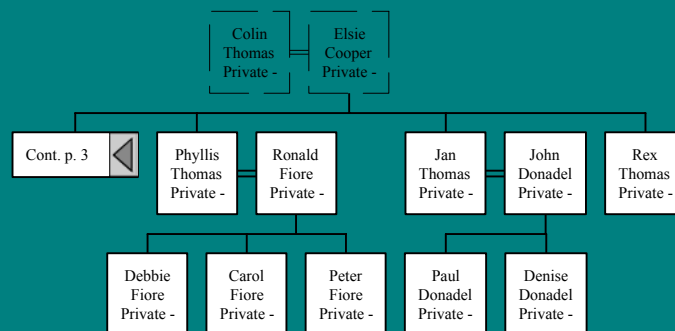 Colin
Thomas
Private -
Elsie
Cooper
Private -
Cont. p. 3
Phyllis
Thomas
Private -
Ronald
Fiore
Private -
Jan
Thomas
Private -
John
Donadel
Private -
Rex
Thomas
Private -
Debbie
Fiore
Private -
Carol
Fiore
Private -
Peter
Fiore
Private -
Paul
Donadel
Private -
Denise
Donadel
Private -